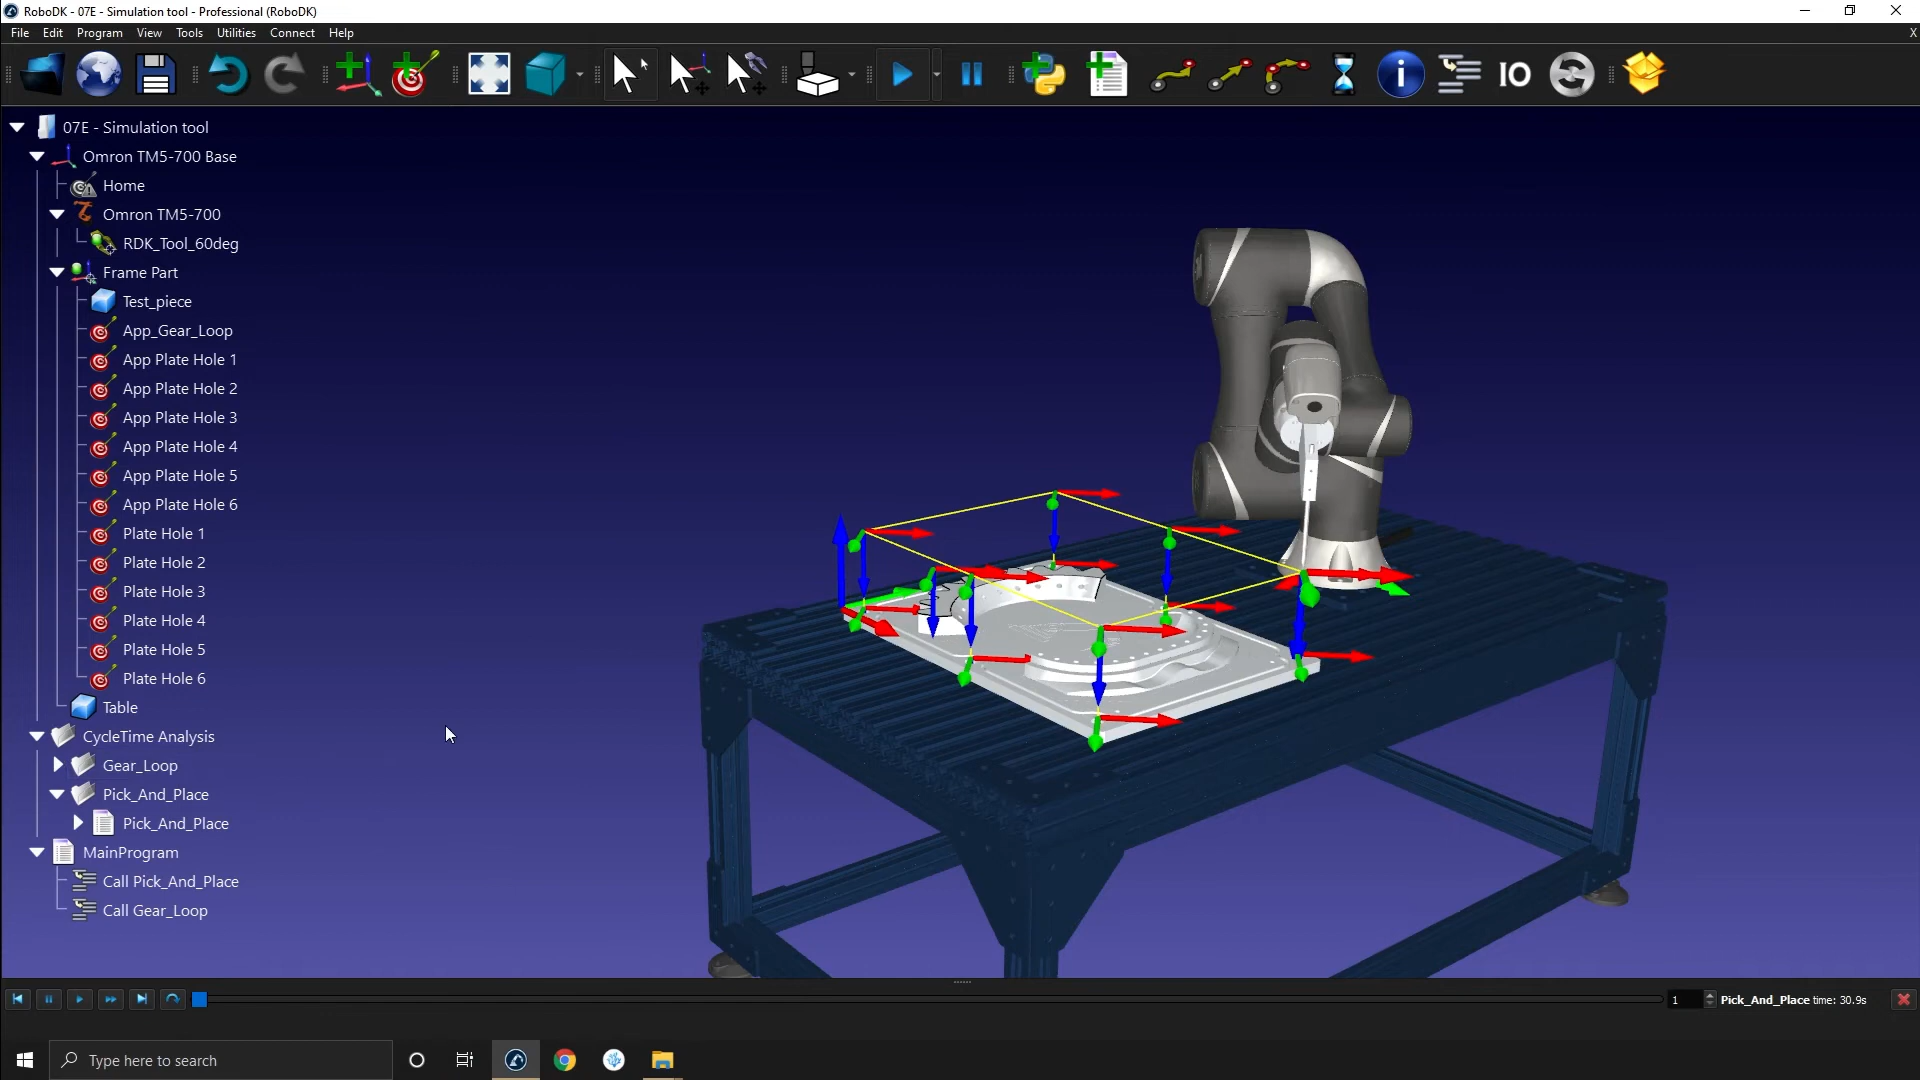 RoboDK - 07E - Simulation tool - Professional (RoboDK)
File Edit Program View Tools Utilities Connect Help
X
IO
07E - Simulation tool
Omron TM5-700 Base
Home
Omron TM5-700
RDK_Tool_60deg
Frame Part
Test_piece
App_Gear_Loop
App Plate Hole 1
App Plate Hole 2
App Plate Hole 3
App Plate Hole 4
App Plate Hole 5
App Plate Hole 6
Plate Hole 1
Plate Hole 2
Plate Hole 3
Plate Hole 4
Plate Hole 5
Plate Hole 6
Table
CycleTime Analysis
Gear_Loop
Pick_And_Place
Pick_And_Place
MainProgram
Call Pick_And_Place
Call Gear_Loop
1 Pick_And_Place time: 30.9s
Type here to search